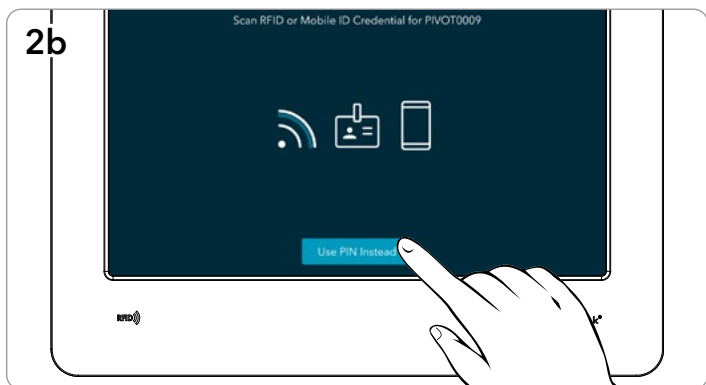 Scan RFID or Mobile ID Credential for PIVOT0009
2b
Use PIN Instead
RFID
k®